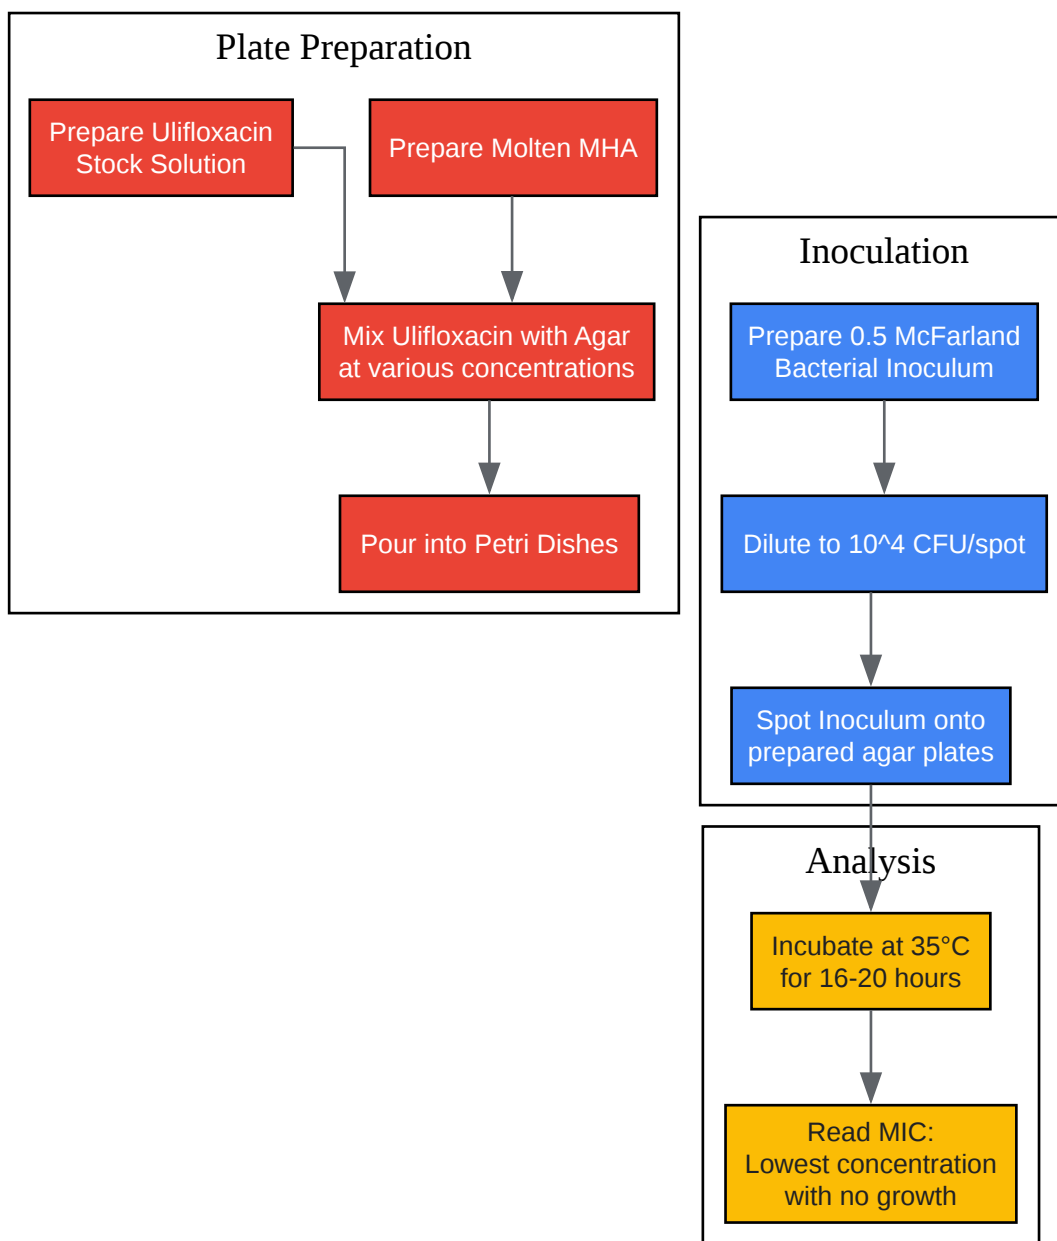 Plate Preparation
Prepare Ulifloxacin
Stock Solution
Prepare Molten MHA
Mix Ulifloxacin with Agar
at various concentrations
Pour into Petri Dishes
Inoculation
Prepare 0.5 McFarland
Bacterial Inoculum
Dilute to 10^4 CFU/spot
Spot Inoculum onto
prepared agar plates
Analysis
Incubate at 35°C
for 16-20 hours
Read MIC:
Lowest concentration
with no growth